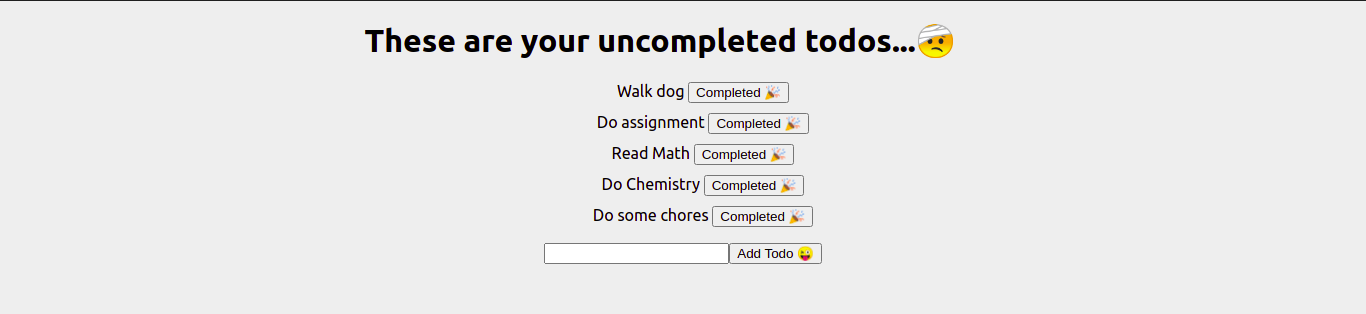 These are your uncompleted todos...🤕
Walk dog Completed 🎉
Do assignment Completed 🎉
Read Math Completed 🎉
Do Chemistry Completed 🎉
Do some chores Completed 🎉
Add Todo 😜